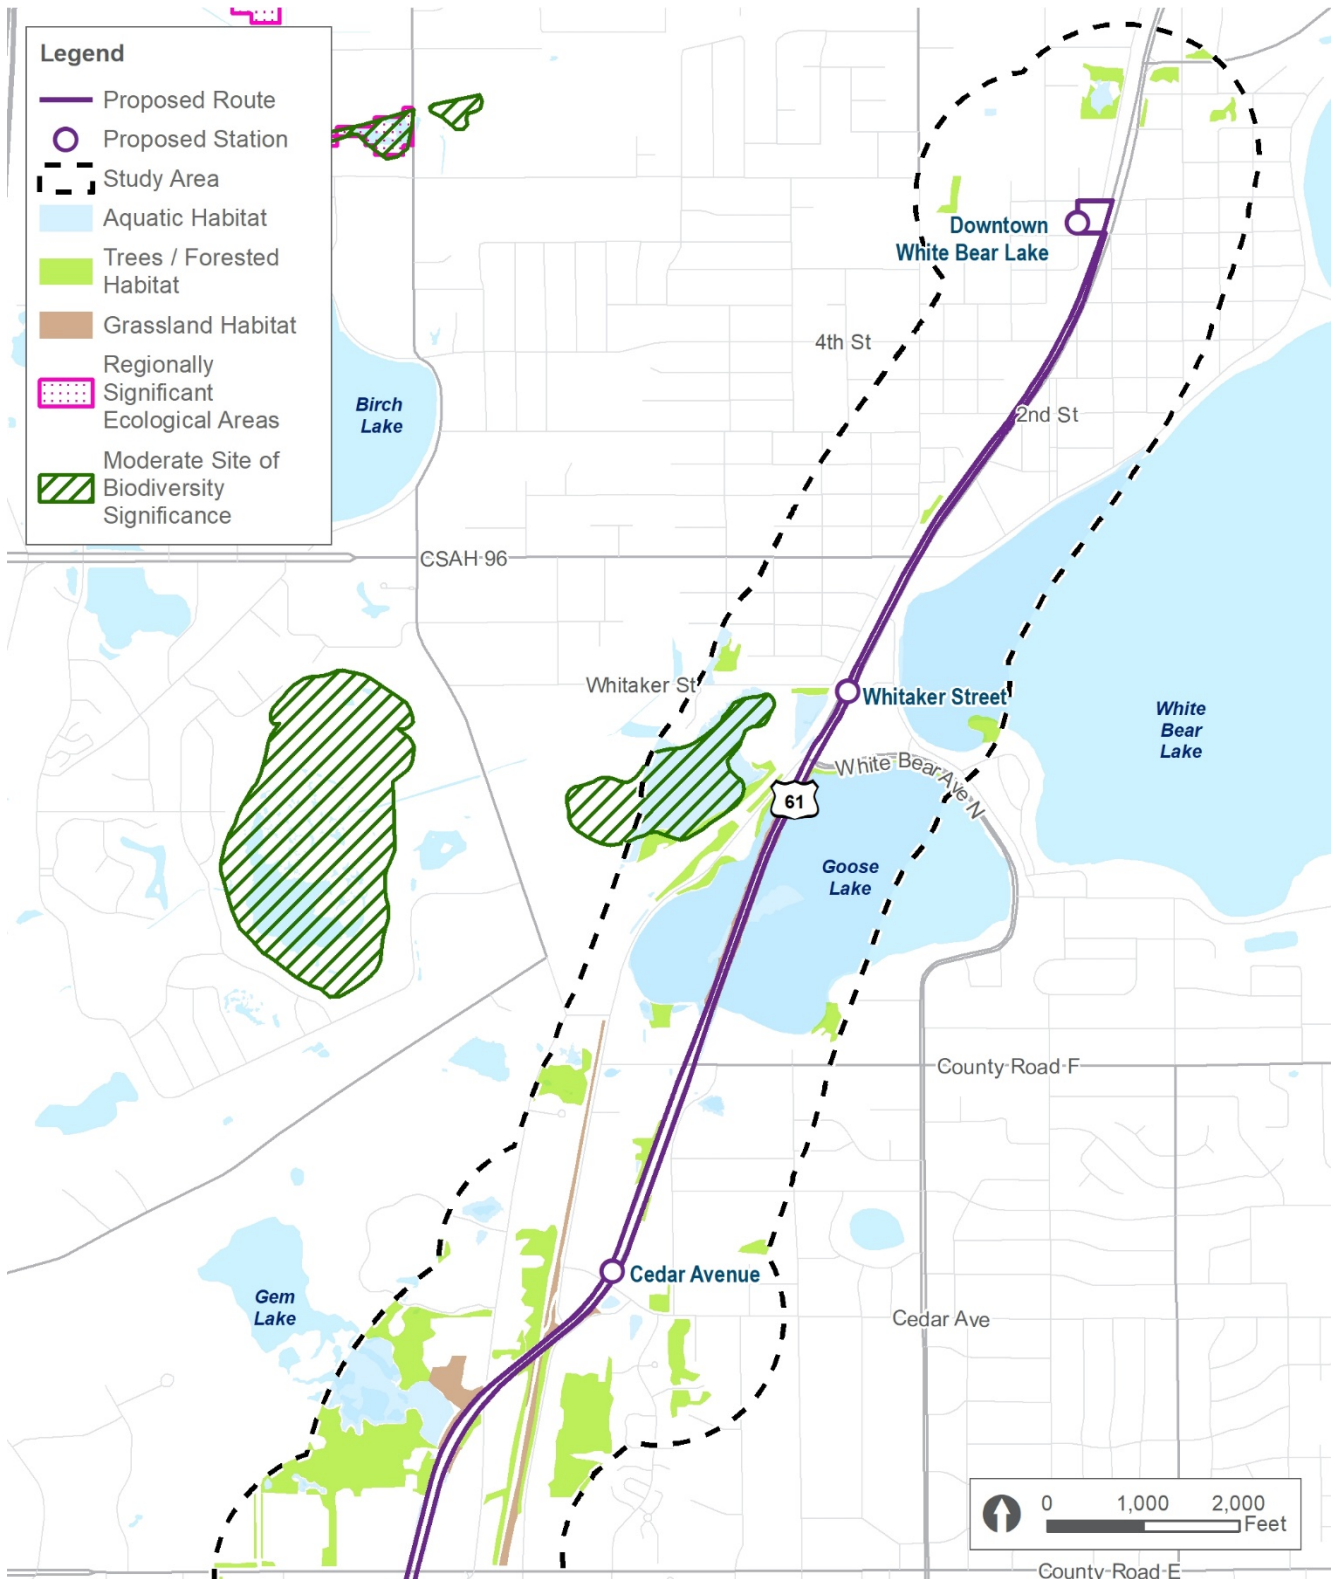 Legend
Proposed Route
Proposed Station
Study Area
Aquatic Habitat
Trees / Forested
Habitat
Grassland Habitat
Regionally
Significant
Ecological Areas
Moderate Site of
Biodiversity
Significance
Downtown
White Bear Lake
4th St
Birch
Lake
2nd St
CSAH 96
Whitaker St
Whitaker Street
White
Bear
Lake
White Bear Ave N
61
Goose
Lake
County Road F
Cedar Avenue
Gem
Lake
Cedar Ave
0 1,000 2,000
Feet
County Road E